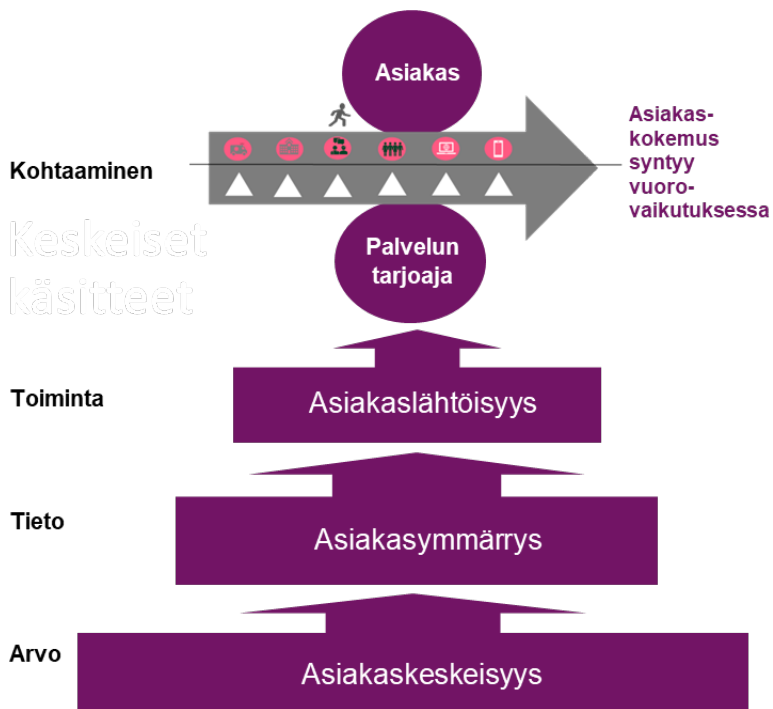 Asiakas
Asiakas-
kokemus
syntyy
vuoro-
vaikutuksessa
Kohtaaminen
Keskeiset
käsitteet
Palvelun
tarjoaja
Toiminta
Asiakaslähtöisyys
Tieto
Asiakasymmärrys
Arvo
Asiakaskeskeisyys